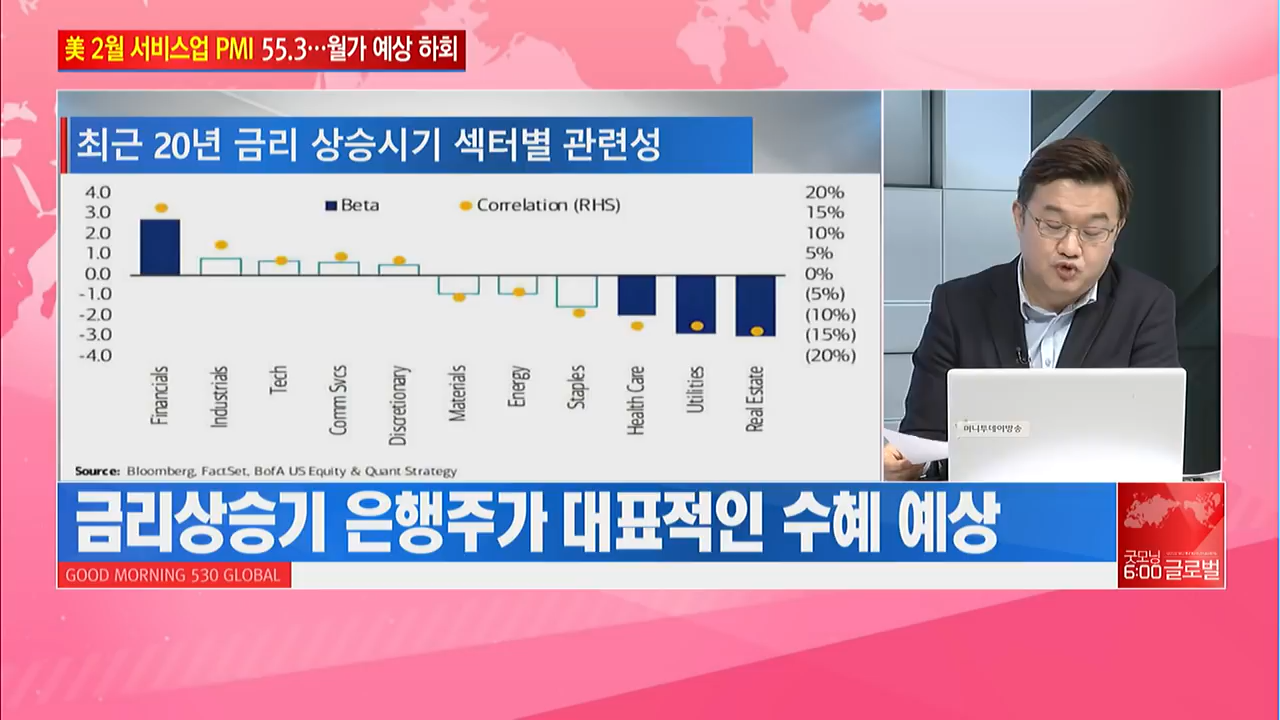 美 2월 서비스업 PMI 55.3…월가 예상 하회
최근 20년 금리 상승시기 섹터별 관련성
4.0
3.0
2.0
1.0
0.0
-1.0
-2.0
-3.0
-4.0
Beta
Correlation (RHS)
20%
15%
10%
5%
0%
(5%)
(10%)
(15%)
(20%)
Financials
Industrials
Tech
Comm Svcs
Discretionary
Materials
Energy
Staples
Health Care
Utilities
Real Estate
Source: Bloomberg, FactSet, BofA US Equity & Quant Strategy
머니투데이방송
금리상승기 은행주가 대표적인 수혜 예상
GOOD MORNING 530 GLOBAL
굿모닝
6:00 글로벌